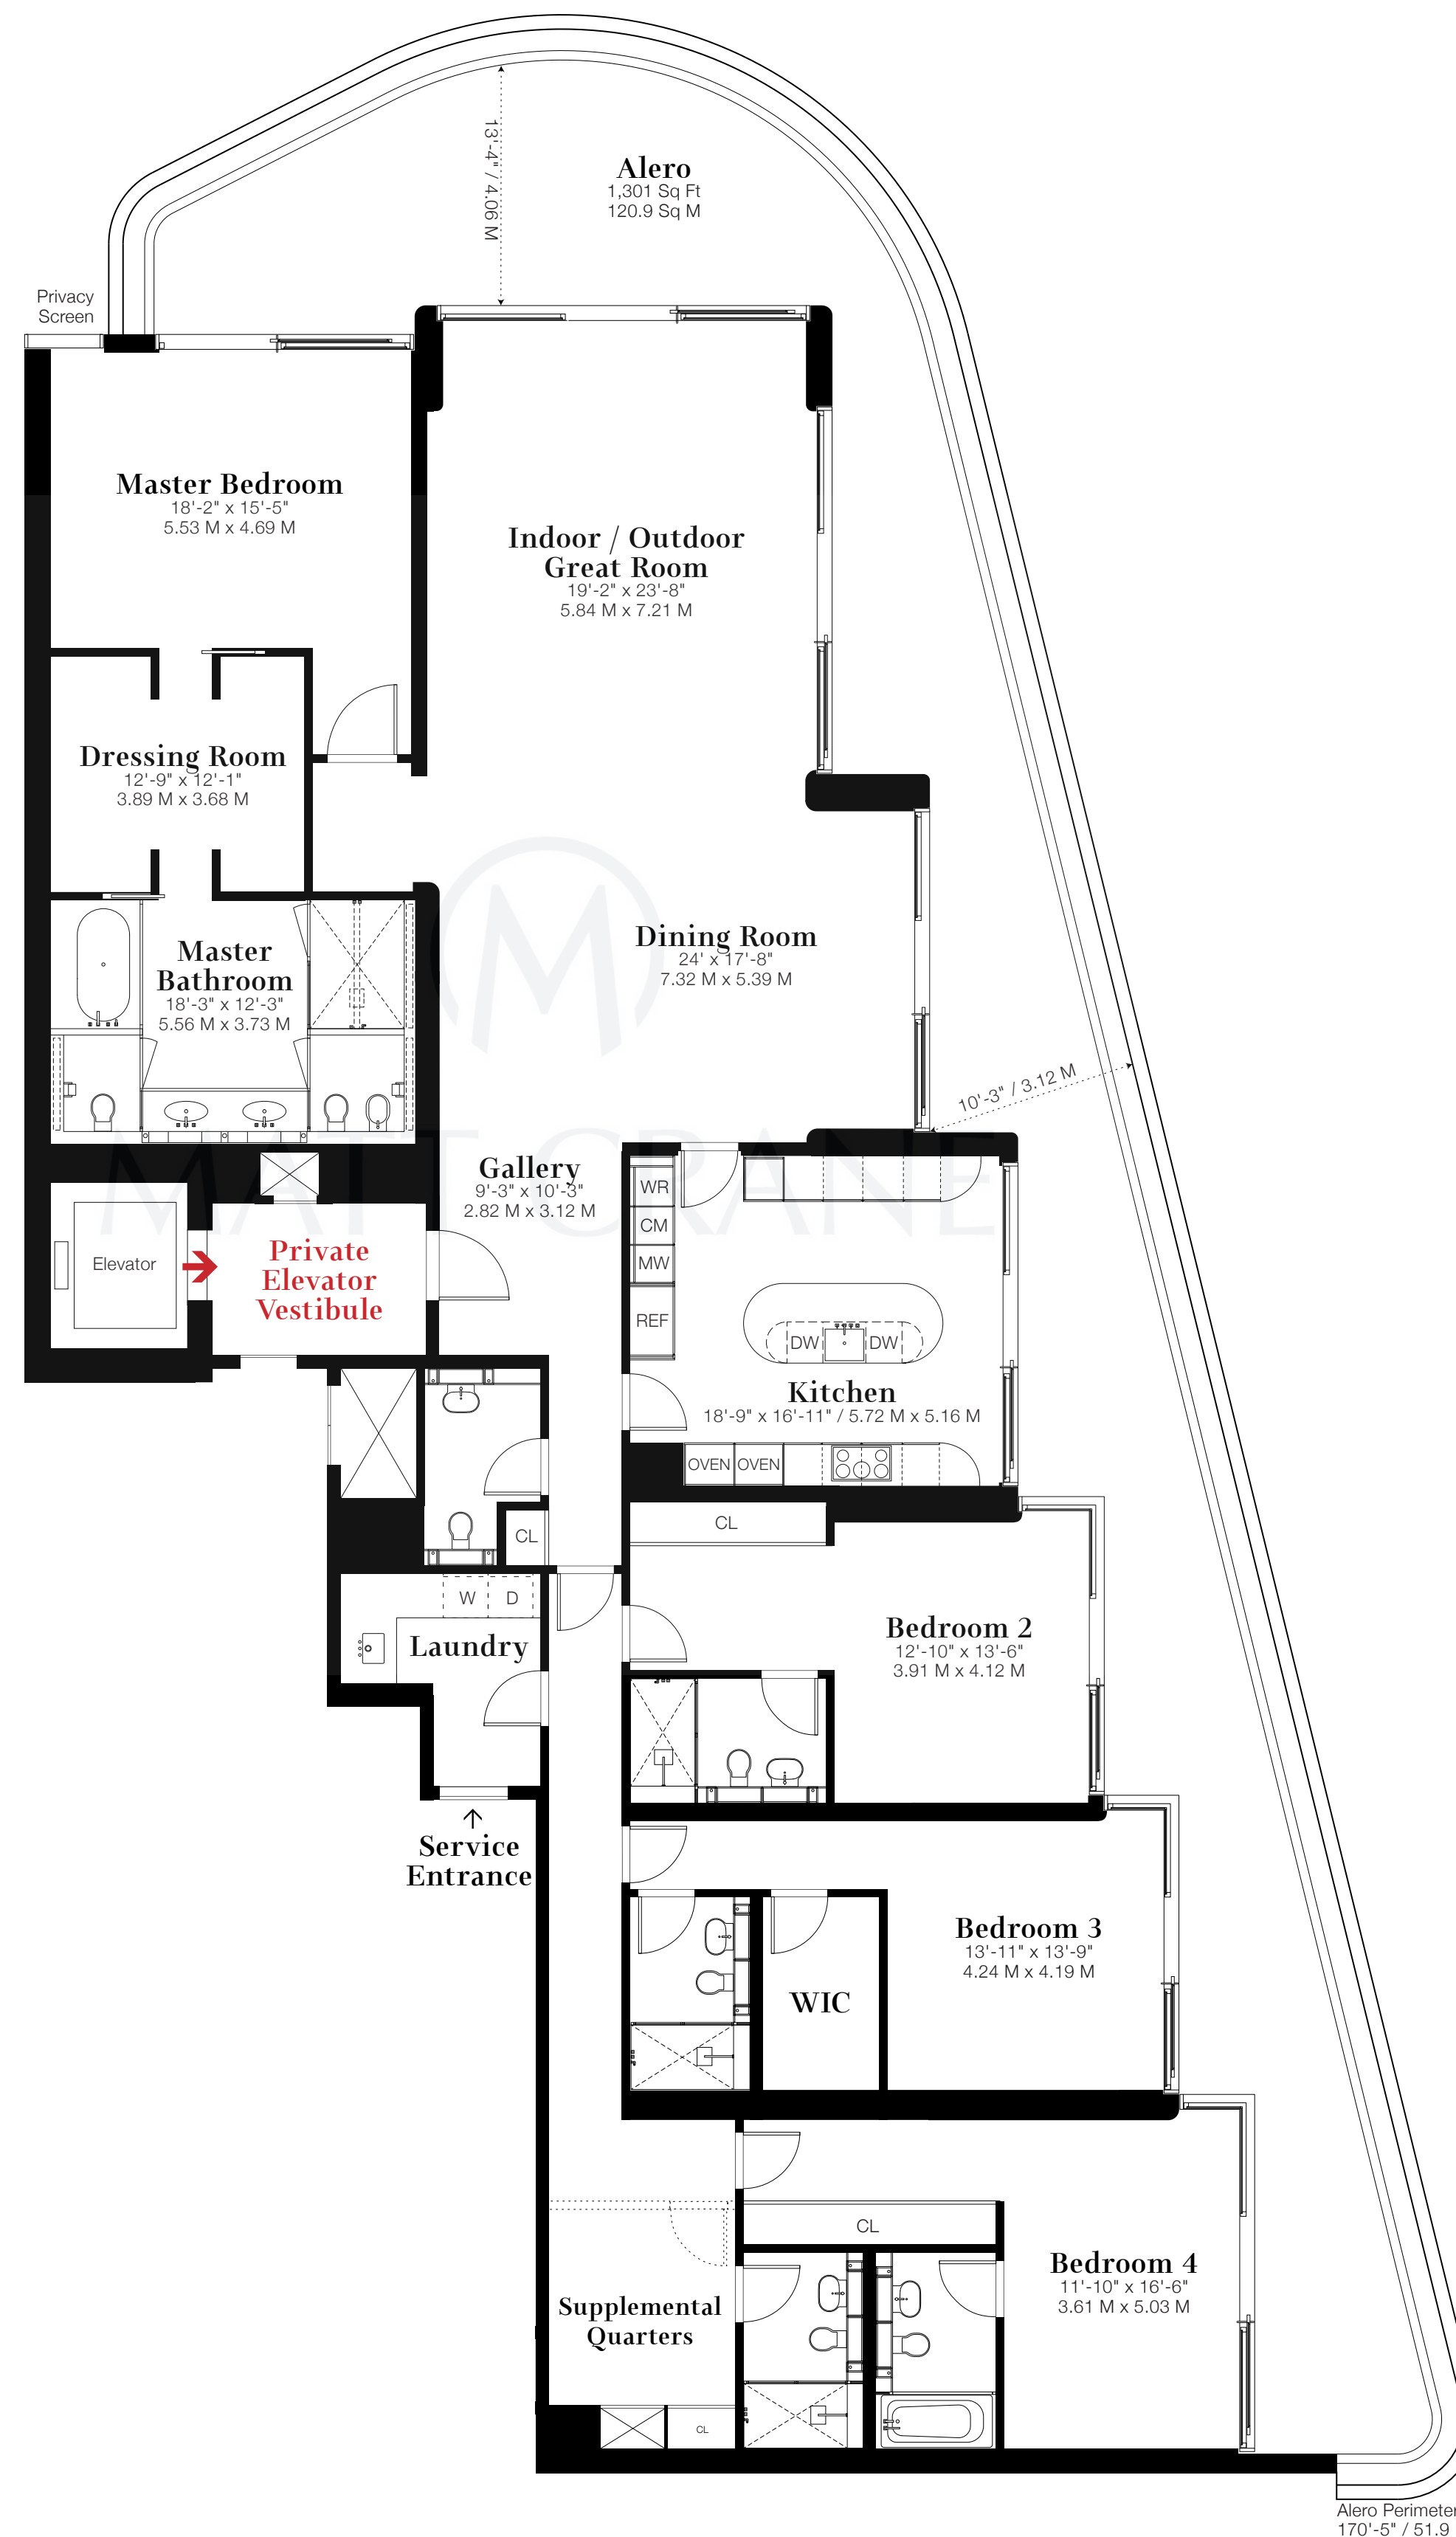 13'-4" / 4.06 M
Alero
1,301 Sq Ft
120.9 Sq M
Privacy
Screen
Master Bedroom
18'-2" x 15'-5"
5.53 M x 4.69 M
Indoor / Outdoor
Great Room
19'-2" x 23'-8"
5.84 M x 7.21 M
Dressing Room
12'-9" x 12'-1"
3.89 M x 3.68 M
M
Dining Room
24' x 17'-8"
7.32 M x 5.39 M
Master
Bathroom
18'-3" x 12'-3"
5.56 M x 3.73 M
10'-3" / 3.12 M
MATT CRANE
Gallery
9'-3" x 10'-3"
2.82 M x 3.12 M
WR
CM
MW
REF
Elevator
Private
Elevator
Vestibule
DW
DW
Kitchen
18'-9" x 16'-11" / 5.72 M x 5.16 M
OVEN
OVEN
CL
CL
W
D
Laundry
Bedroom 2
12'-10" x 13'-6"
3.91 M x 4.12 M
Service
Entrance
Bedroom 3
13'-11" x 13'-9"
4.24 M x 4.19 M
WIC
CL
Bedroom 4
11'-10" x 16'-6"
3.61 M x 5.03 M
Supplemental
Quarters
CL
Alero Perimeter
170'-5" / 51.9